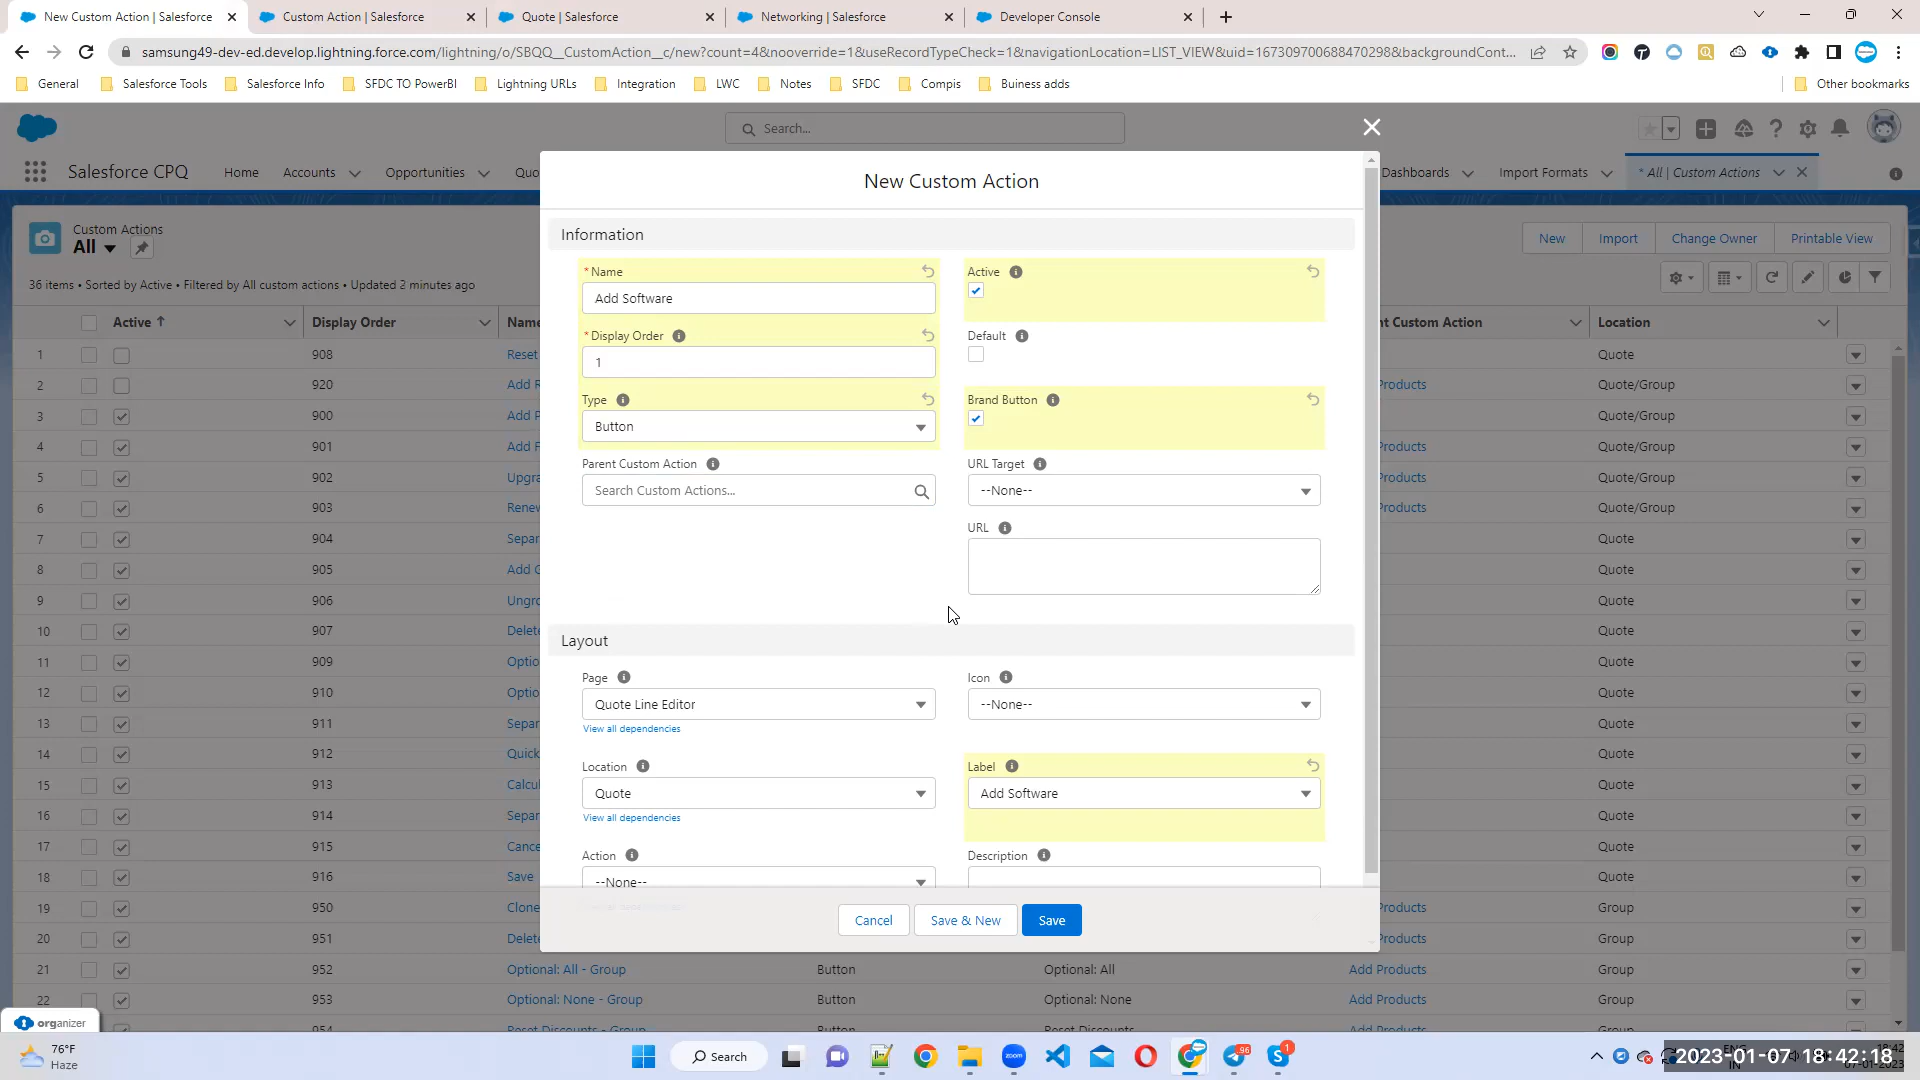 New Custom Action | Salesforce
Custom Action | Salesforce
Quote | Salesforce
Networking | Salesforce
Developer Console
samsung49-dev-ed.develop.lightning.force.com/lightning/o/SBQQ__CustomAction__c/new?count=4&nooverride=1&useRecordTypeCheck=1&navigationLocation=LIST_VIEW&uid=167309700688470298&backgroundCont...
General
Salesforce Tools
Salesforce Info
SFDC TO PowerBI
Lightning URLs
Integration
LWC
Notes
SFDC
Compis
Buiness adds
Other bookmarks
Search...
Salesforce CPQ
Home
Accounts
Opportunities
Quo
Dashboards
Import Formats
* All | Custom Actions
Custom Actions
All
New
Import
Change Owner
Printable View
36 items • Sorted by Active • Filtered by All custom actions • Updated 2 minutes ago
Active
Display Order
Name
nt Custom Action
Location
1 908 Reset Quote
2 920 Add R Products Quote/Group
3 900 Add P Quote/Group
4 901 Add F Products Quote/Group
5 902 Upgra Products Quote/Group
6 903 Renew Products Quote/Group
7 904 Separ Quote
8 905 Add G Quote
9 906 Ungro Quote
10 907 Delet Quote
11 909 Optio Quote
12 910 Optio Quote
13 911 Separ Quote
14 912 Quick Quote
15 913 Calcul Quote
16 914 Separ Quote
17 915 Cance Quote
18 916 Save Quote
19 950 Clone Products Group
20 951 Delet Products Group
21 952 Optional: All - Group Button Optional: All Add Products Group
22 953 Optional: None - Group Button Optional: None Add Products Group
954 Reset Discounts - Group Button Reset Discounts Add Products Group
New Custom Action
Information
* Name
Add Software
Active
* Display Order
1
Default
Type
Button
Brand Button
Parent Custom Action
Search Custom Actions...
URL Target
--None--
URL
Layout
Page
Quote Line Editor
View all dependencies
Icon
--None--
Location
Quote
View all dependencies
Label
Add Software
Action
--None--
Description
Cancel
Save & New
Save
organizer
76°F
Haze
Search
zoom
96
1
ENG
IN
2023-01-07 18:42:18